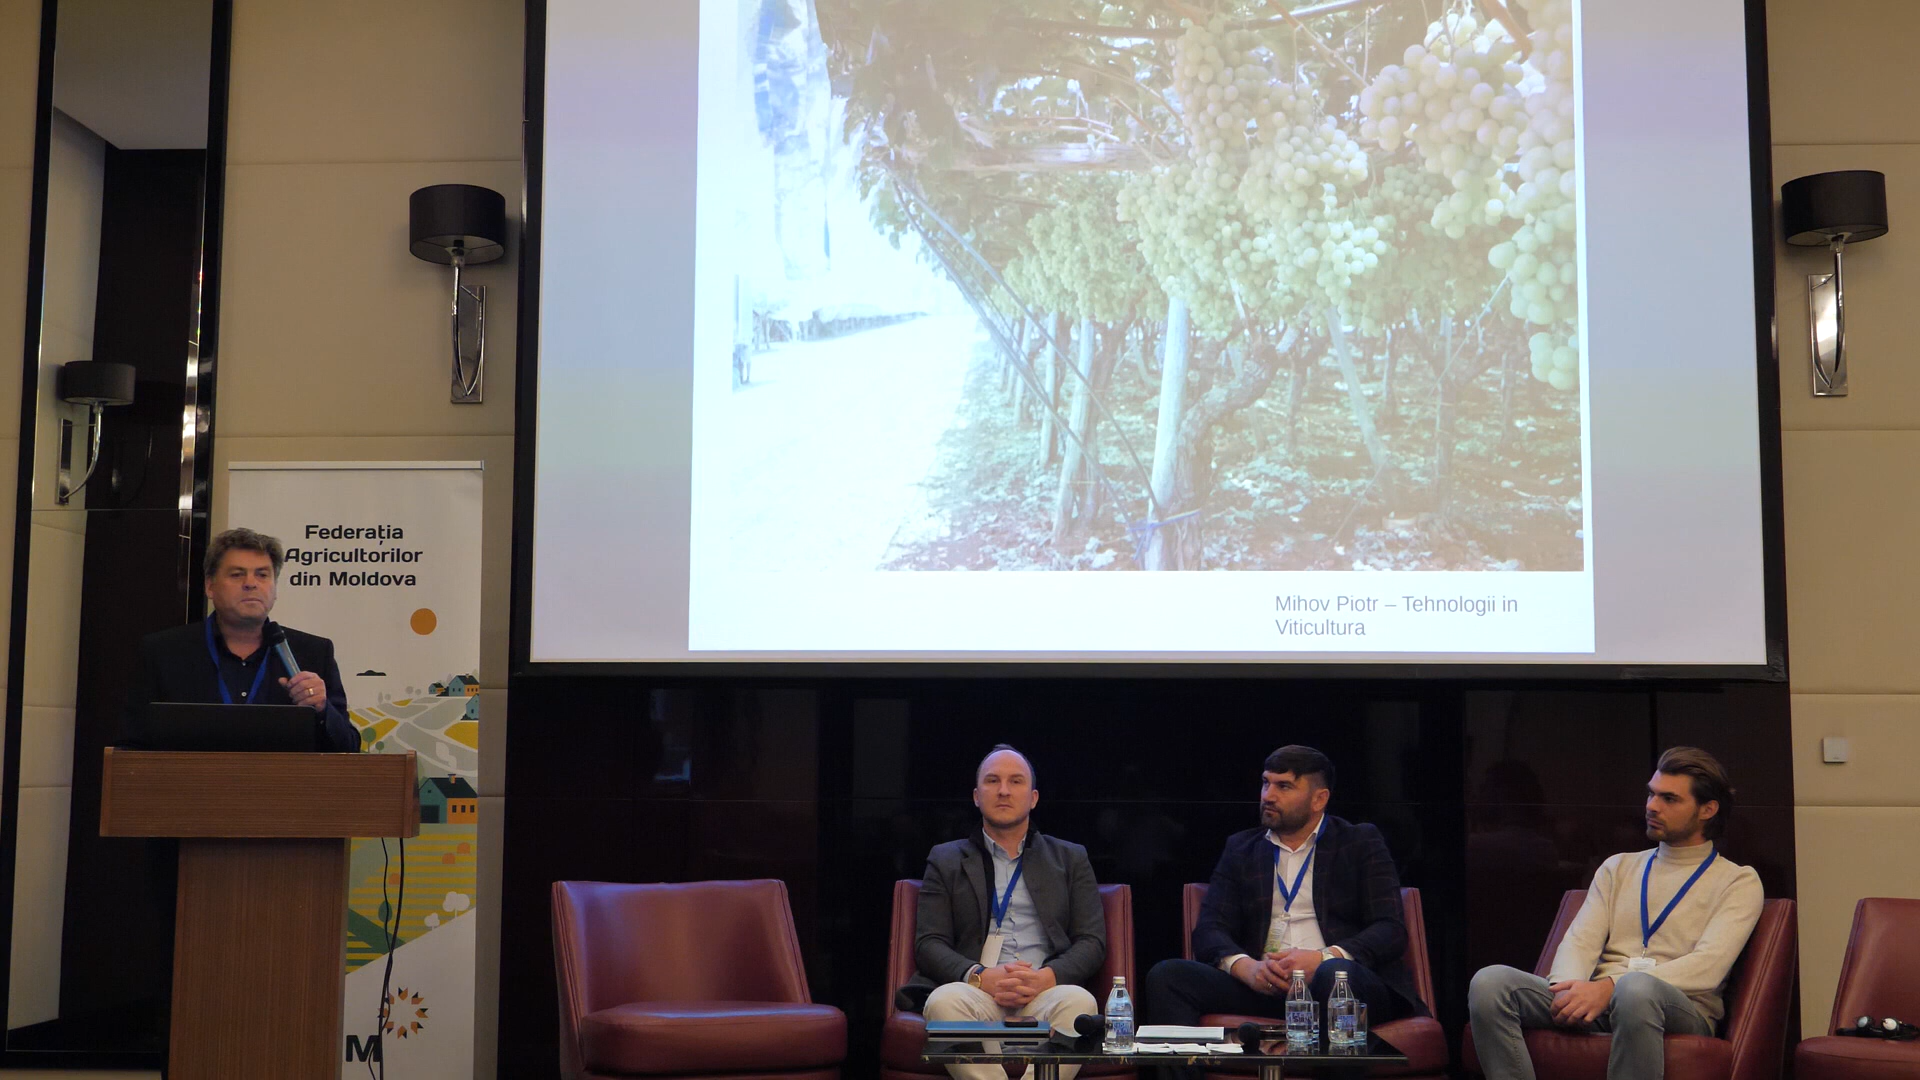 Federația
Agricultorilor
din Moldova
Mihov Piotr – Tehnologii in
Viticultura
M